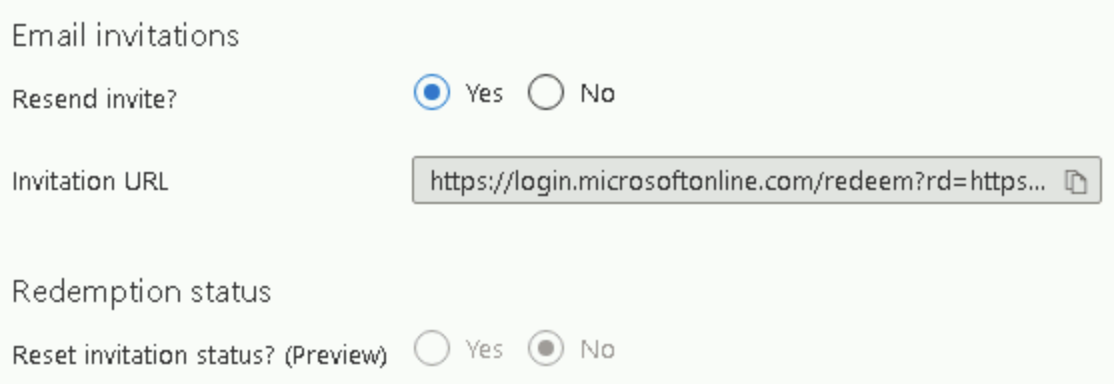 Email invitations
Resend invite? Yes No
Invitation URL https://login.microsoftonline.com/redeem?rd=https...
Redemption status
Reset invitation status? (Preview) Yes No